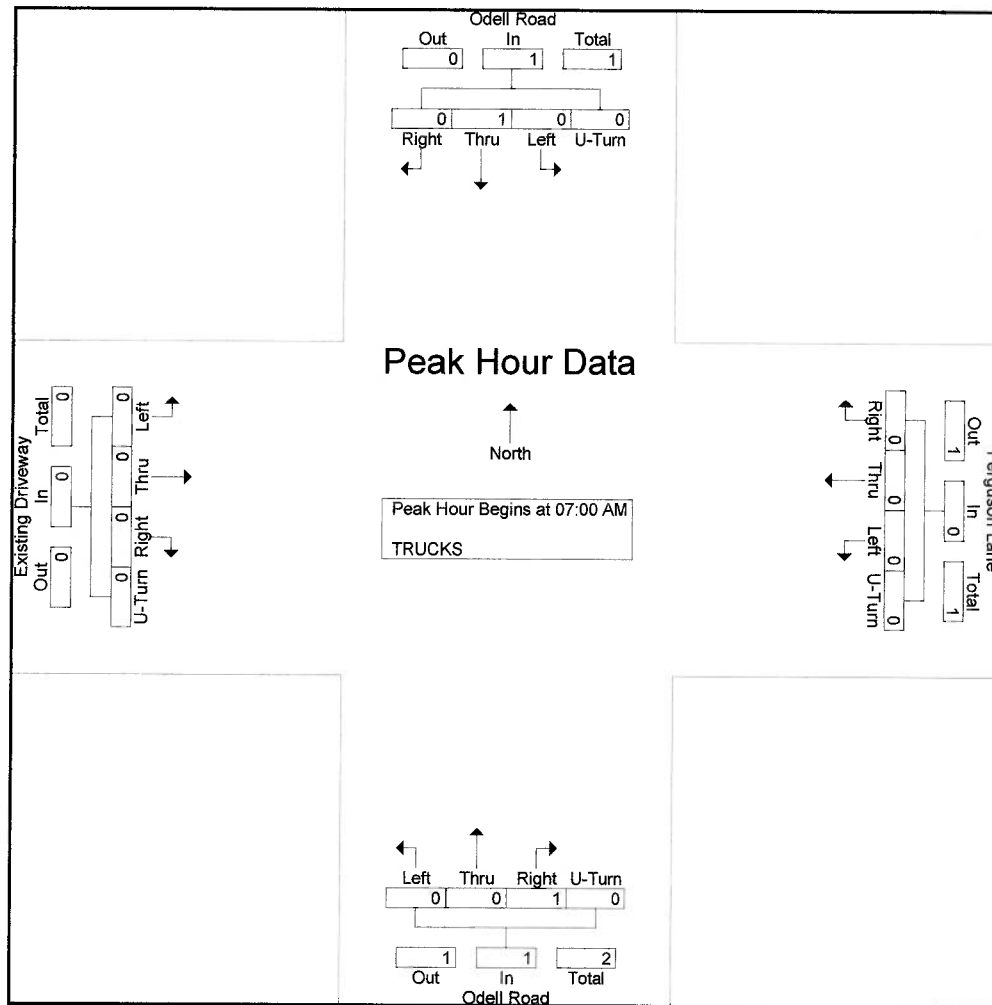 Odell Road
Out In Total
0 1 1
0 1 0 0
Right Thru Left U-Turn
Peak Hour Data
North
Peak Hour Begins at 07:00 AM
TRUCKS
Existing Driveway
Out In Total
0 0 0
0 0 0 0
U-Turn Right Thru Left
Ferguson Lane
Out In Total
1 0 1
0 0 0 0
Right Thru Left U-Turn
Left Thru Right U-Turn
0 0 1 0
1 1 2
Out In Total
Odell Road